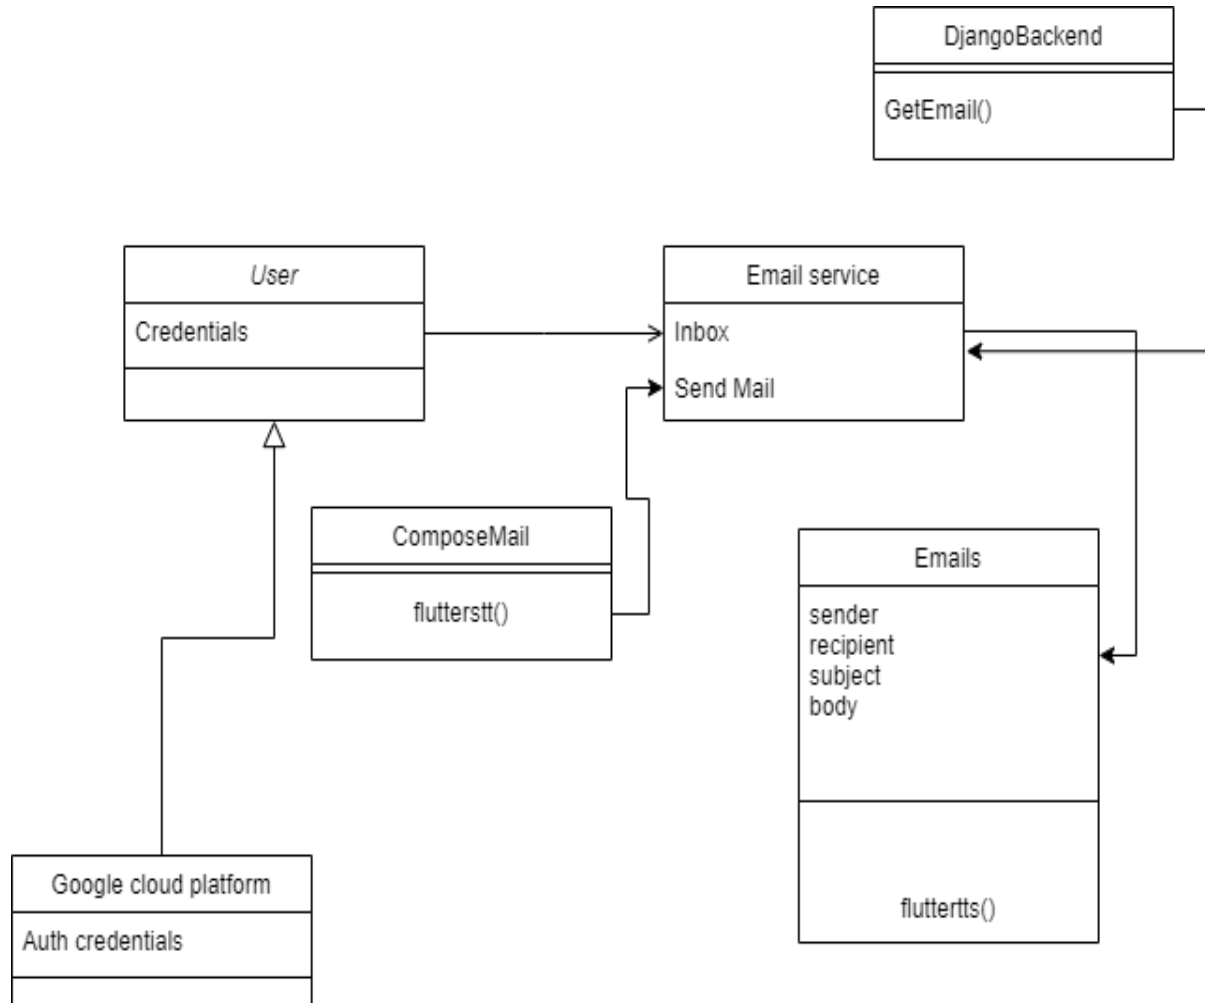 DjangoBackend
GetEmail()
User
Credentials
Email service
Inbox
Send Mail
ComposeMail
flutterstt()
Emails
sender
recipient
subject
body
fluttertts()
Google cloud platform
Auth credentials